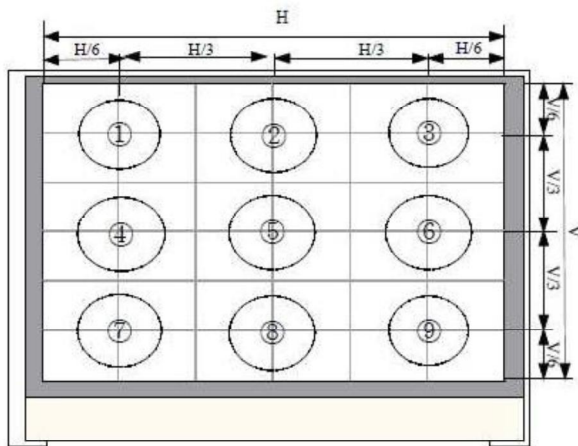 H
H/6 H/3 H/3 H/6
① ② ③
V/6
V/3
④ ⑤ ⑥
V
V/3
⑦ ⑧ ⑨
V/6